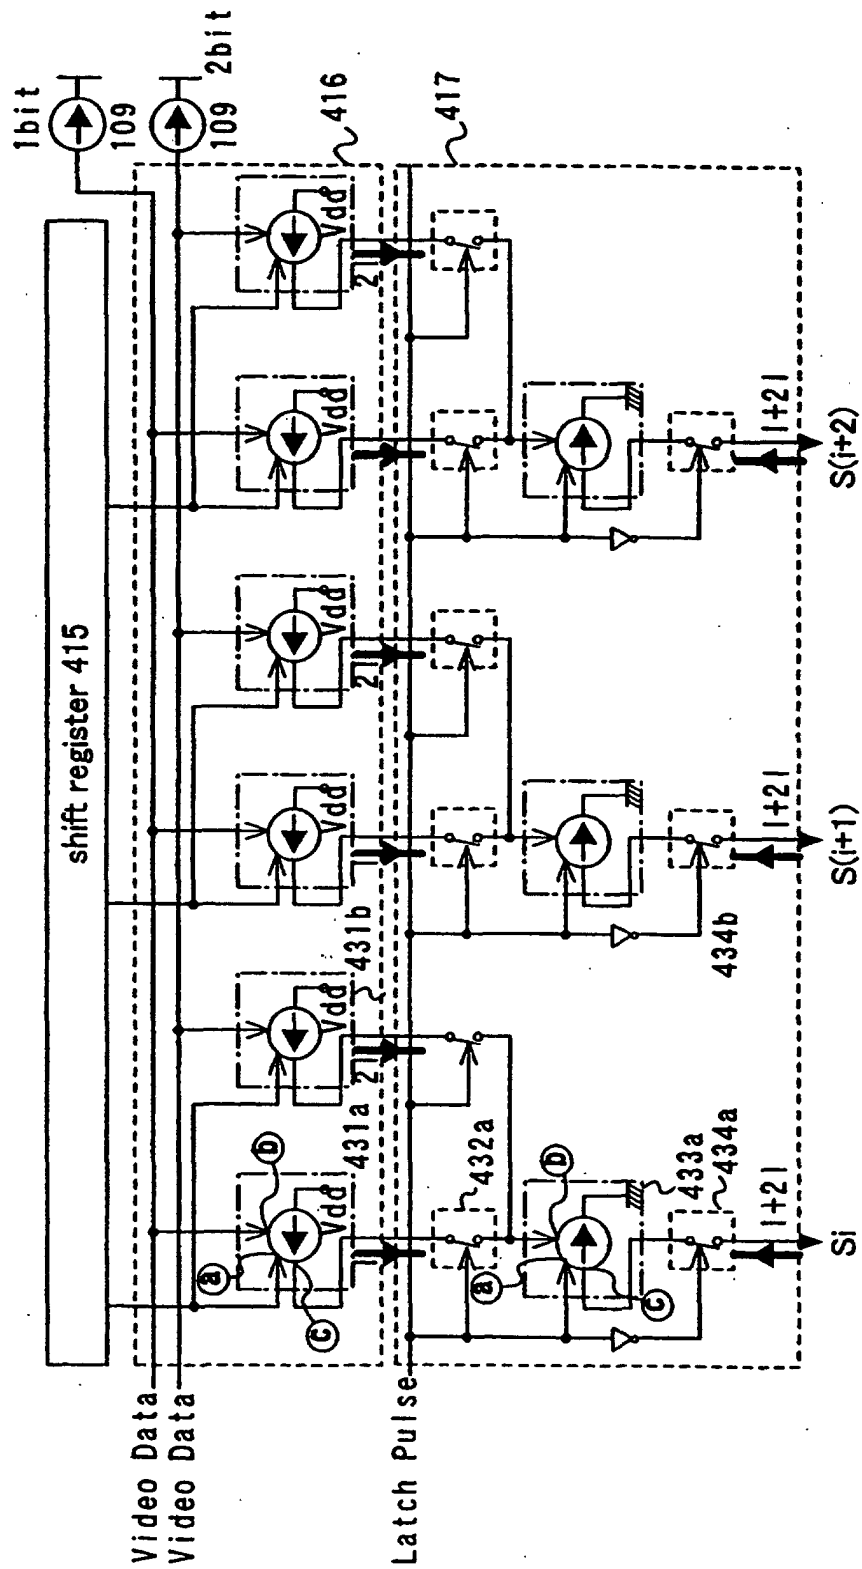 1bit
shift register 415
109
Video Data
Video Data
2bit
109
416
ⓐ
ⓑ
ⓒ
Vdd
Vdd
Vdd
Vdd
Vdd
Vdd
431a
431b
I
2I
I
2I
I
2I
Latch Pulse
417
432a
ⓐ
ⓑ
ⓒ
433a
434a
434b
I+2I
I+2I
I+2I
Si
S(i+1)
S(i+2)